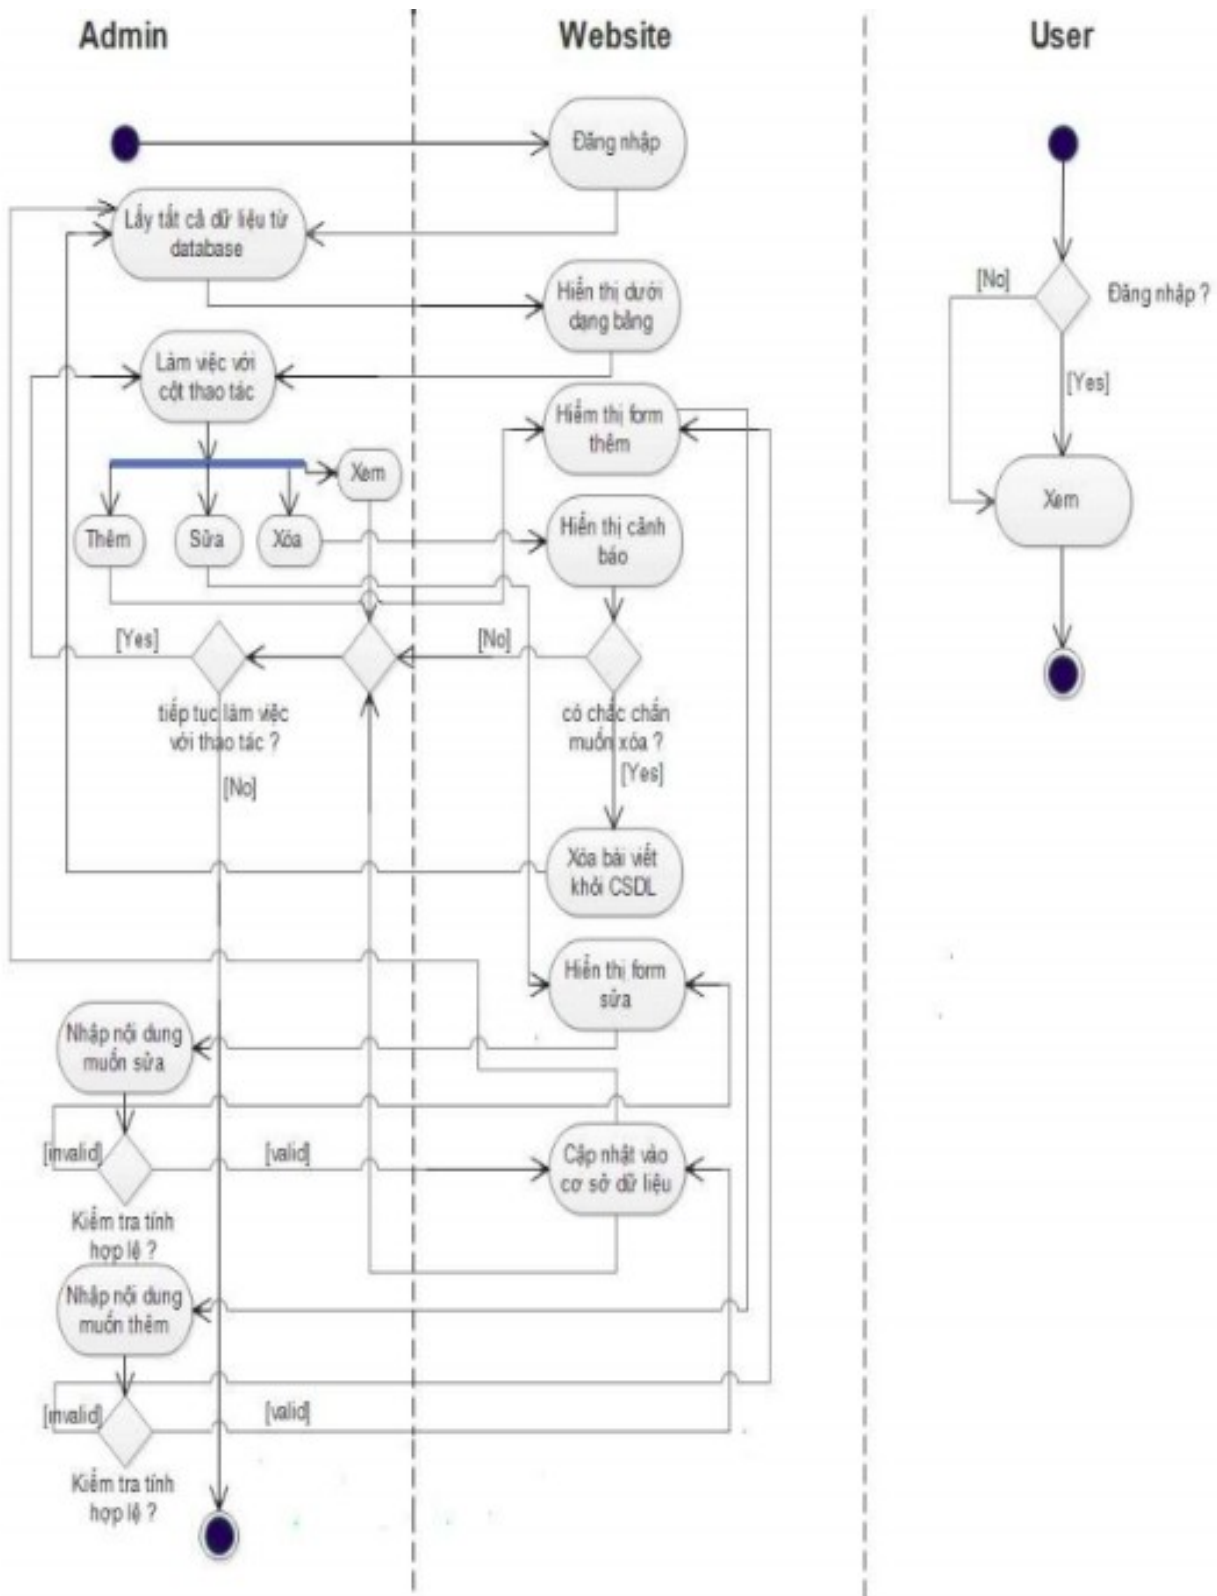 Admin
Website
User
Đăng nhập
Lấy tất cả dữ liệu từ
database
Hiển thị dưới
dạng bảng
[No]
Đăng nhập ?
Làm việc với
cột thao tác
[Yes]
Hiểm thị form
thêm
Xem
Xem
Thêm
Sửa
Xóa
Hiển thị cảnh
báo
[Yes]
[No]
tiếp tục làm việc
với thao tác ?
có chắc chắn
muốn xóa ?
[No]
[Yes]
Xóa bài viết
khỏi CSDL
Hiển thị form
sửa
Nhập nội dung
muốn sửa
[invalid]
[valid]
Cập nhật vào
cơ sở dữ liệu
Kiểm tra tính
hợp lệ ?
Nhập nội dung
muốn thêm
[invalid]
[valid]
Kiểm tra tính
hợp lệ ?